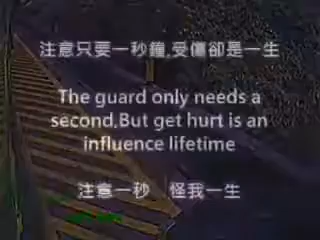 注意只要一秒鐘,受傷卻是一生
The guard only needs a
second,But get hurt is an
influence lifetime
注意一秒 怪我一生